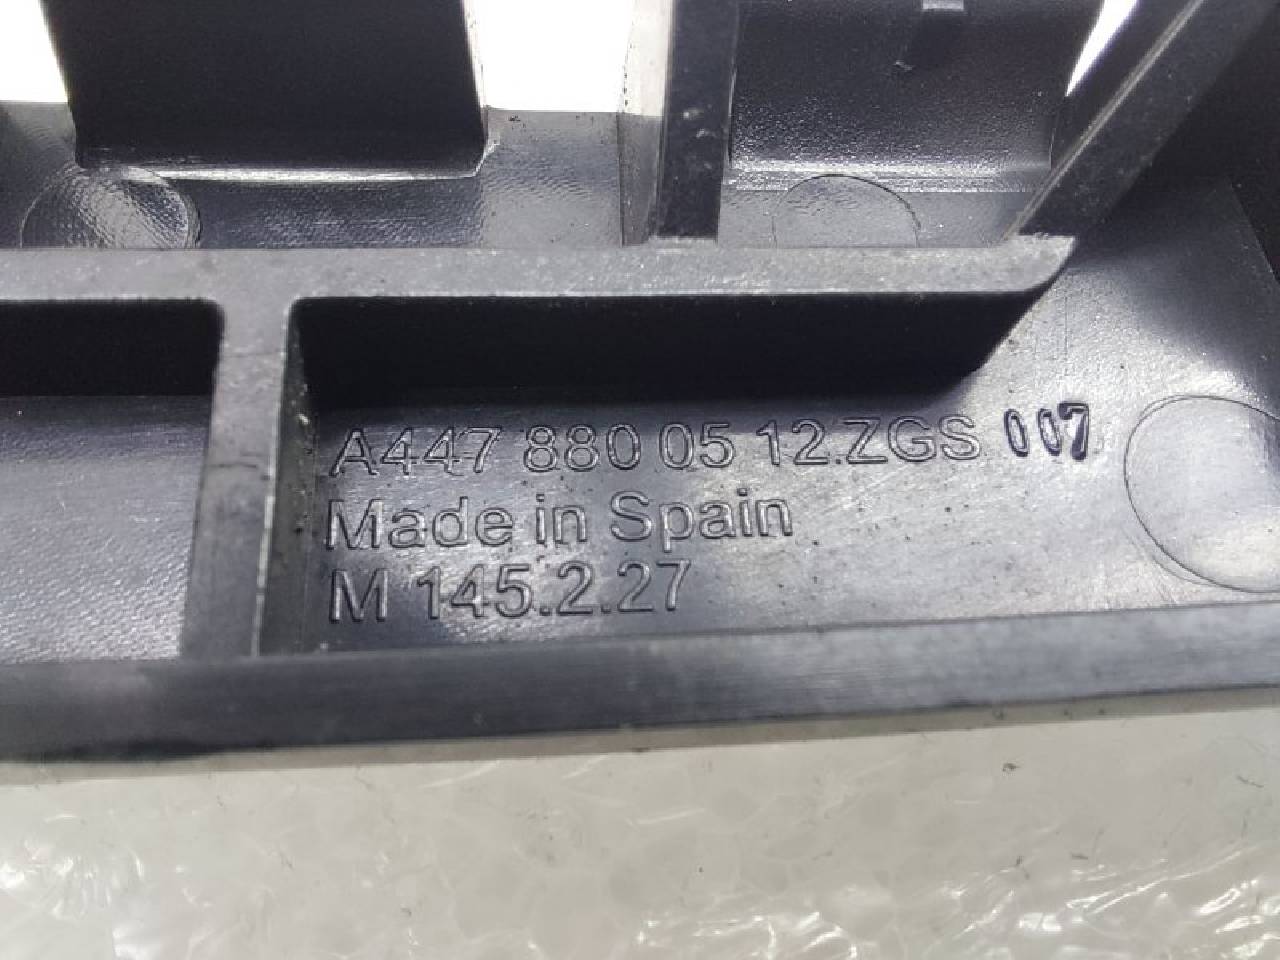 A447 880 05 12.ZGS 007
Made in Spain
M 145.2.27